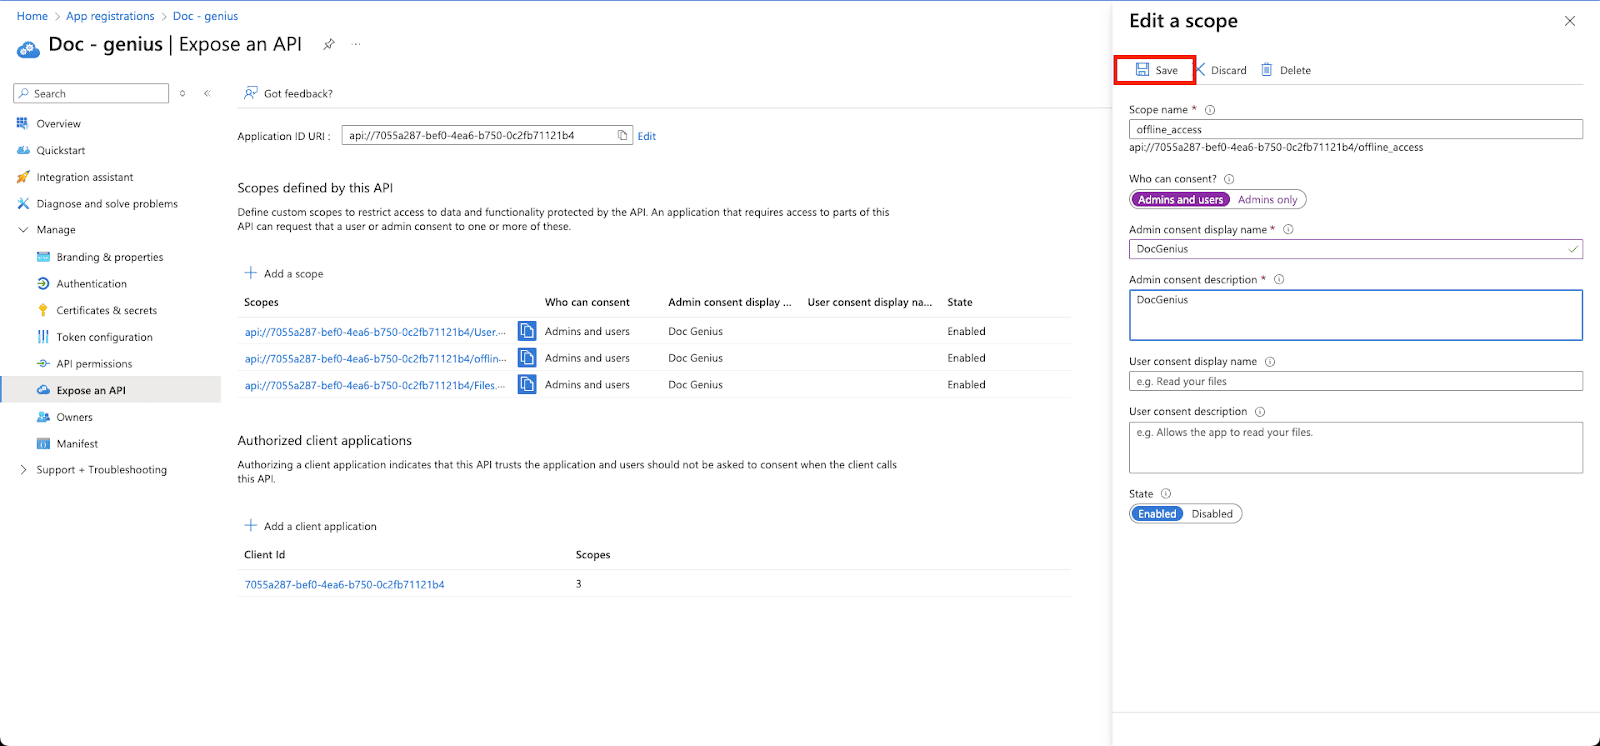 Home > App registrations > Doc - genius
Doc - genius | Expose an API
Search
Overview
Quickstart
Integration assistant
Diagnose and solve problems
Manage
Branding & properties
Authentication
Certificates & secrets
Token configuration
API permissions
Expose an API
Owners
Manifest
Support + Troubleshooting
Got feedback?
Application ID URI : api://7055a287-bef0-4ea6-b750-0c2fb71121b4 Edit
Scopes defined by this API
Define custom scopes to restrict access to data and functionality protected by the API. An application that requires access to parts of this
API can request that a user or admin consent to one or more of these.
Add a scope
Scopes Who can consent Admin consent display ... User consent display na... State
api://7055a287-bef0-4ea6-b750-0c2fb71121b4/User.... Admins and users Doc Genius Enabled
api://7055a287-bef0-4ea6-b750-0c2fb71121b4/offlin... Admins and users Doc Genius Enabled
api://7055a287-bef0-4ea6-b750-0c2fb71121b4/Files.... Admins and users Doc Genius Enabled
Authorized client applications
Authorizing a client application indicates that this API trusts the application and users should not be asked to consent when the client calls
this API.
Add a client application
Client Id Scopes
7055a287-bef0-4ea6-b750-0c2fb71121b4 3
Edit a scope
Save Discard Delete
Scope name *
offline_access
api://7055a287-bef0-4ea6-b750-0c2fb71121b4/offline_access
Who can consent?
Admins and users Admins only
Admin consent display name *
DocGenius
Admin consent description *
DocGenius
User consent display name
e.g. Read your files
User consent description
e.g. Allows the app to read your files.
State
Enabled Disabled